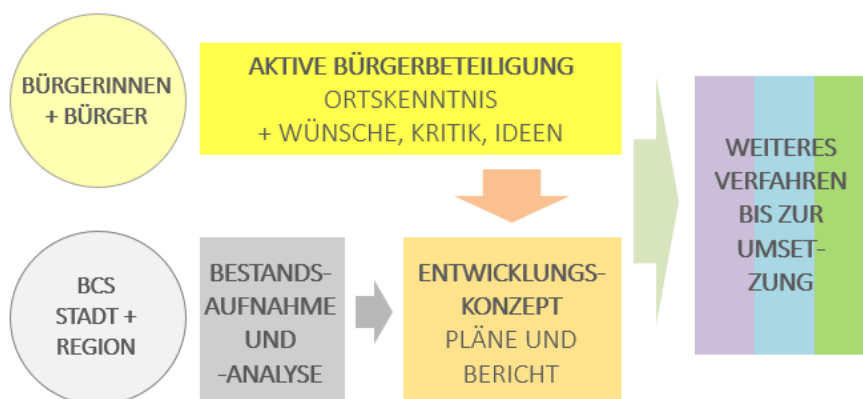 BÜRGERINNEN
+ BÜRGER
AKTIVE BÜRGERBETEILIGUNG
ORTSKENNTNIS
+ WÜNSCHE, KRITIK, IDEEN
BCS
STADT +
REGION
BESTANDS-
AUFNAHME
UND
-ANALYSE
ENTWICKLUNGS-
KONZEPT
PLÄNE UND
BERICHT
WEITERES
VERFAHREN
BIS ZUR
UMSET-
ZUNG